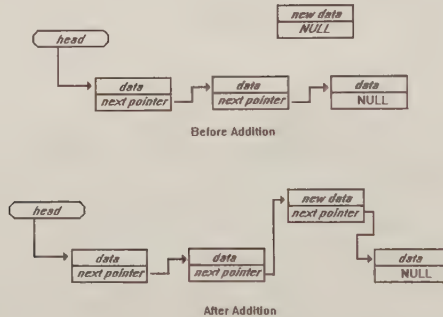 new data
NULL
head
data
next pointer
data
next pointer
data
NULL
Before Addition
new data
next pointer
head
data
next pointer
data
next pointer
data
NULL
After Addition